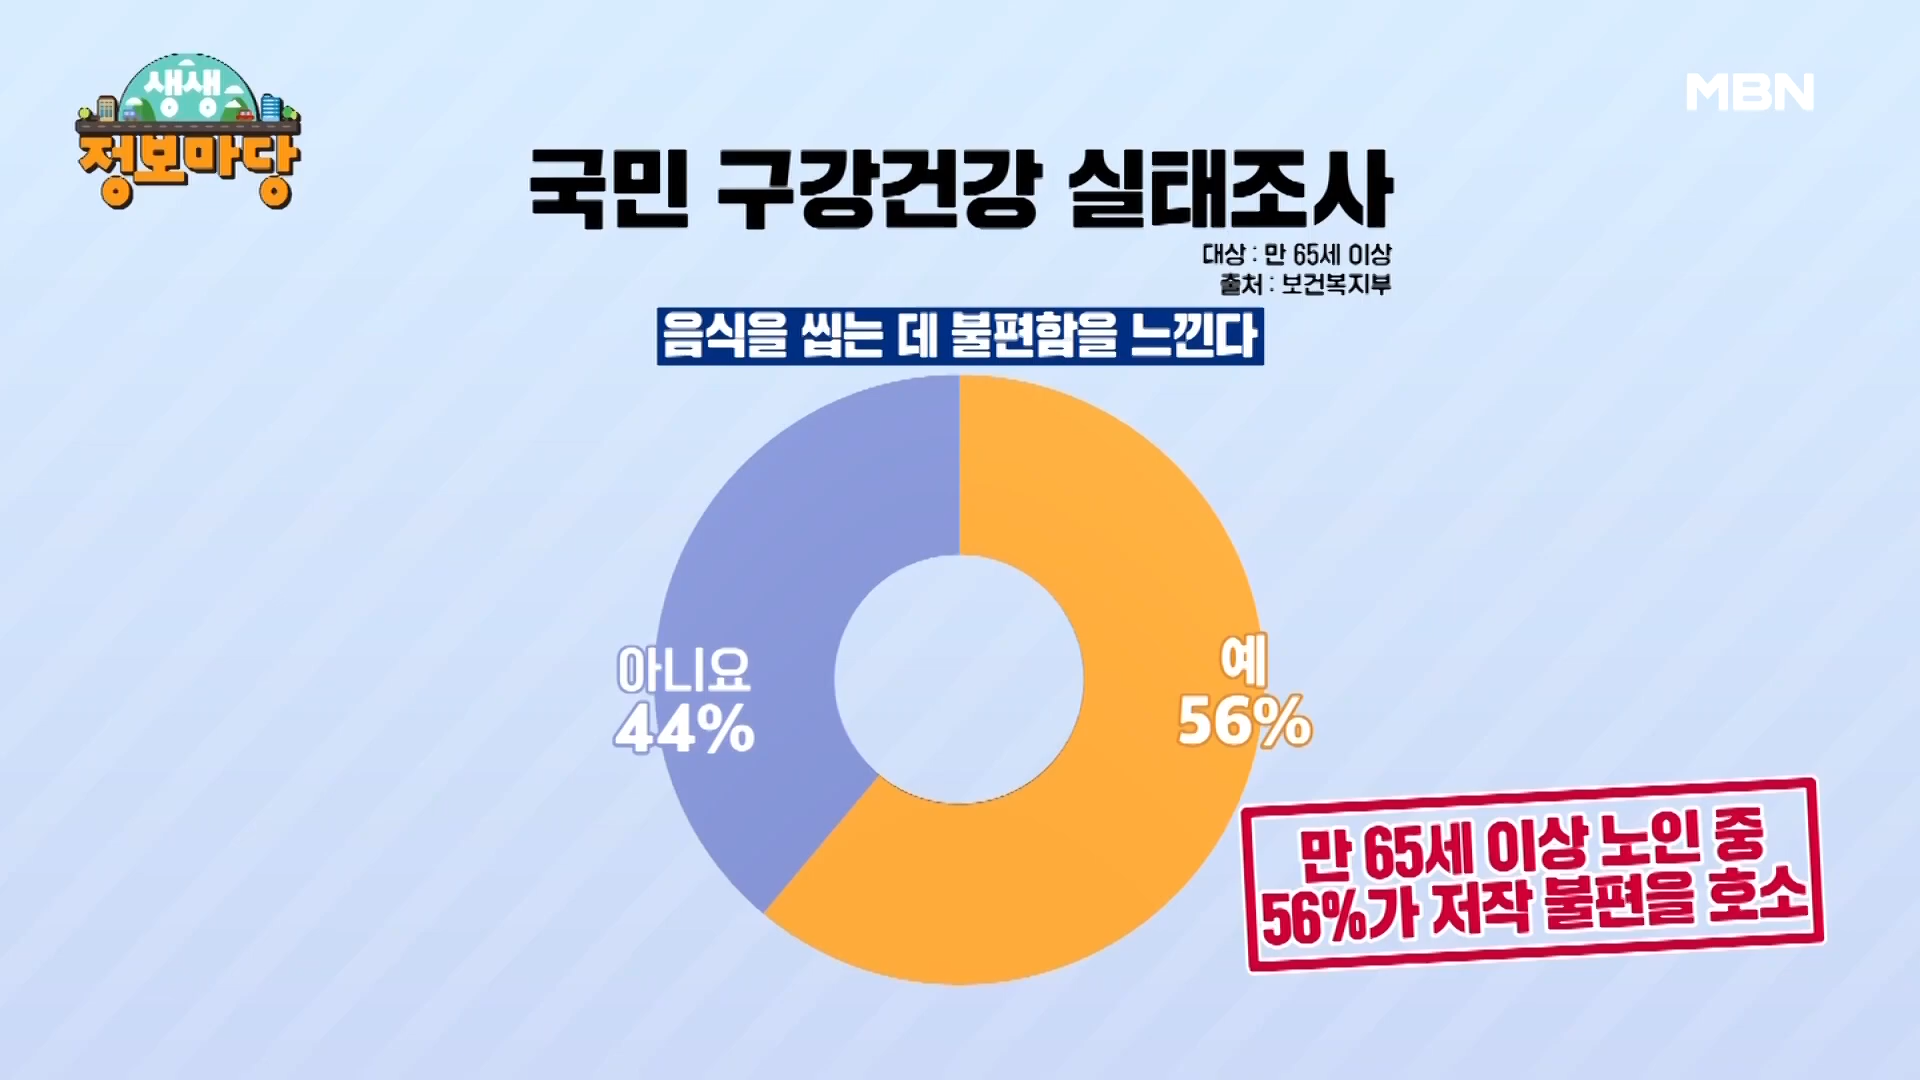 생생
정보마당
MBN
국민 구강건강 실태조사
대상 : 만 65세 이상
출처 : 보건복지부
음식을 씹는 데 불편함을 느낀다
아니요
44%
예
56%
만 65세 이상 노인 중
56%가 저작 불편을 호소